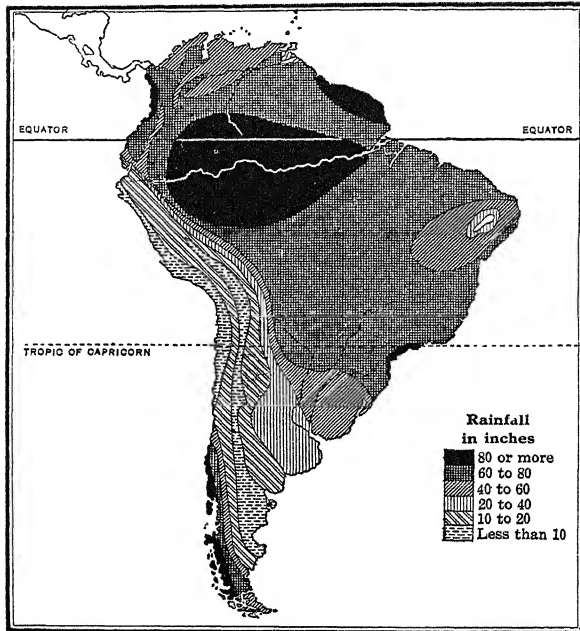 EQUATOR
EQUATOR
TROPIC OF CAPRICORN
Rainfall
in inches
80 or more
60 to 80
40 to 60
20 to 40
10 to 20
Less than 10